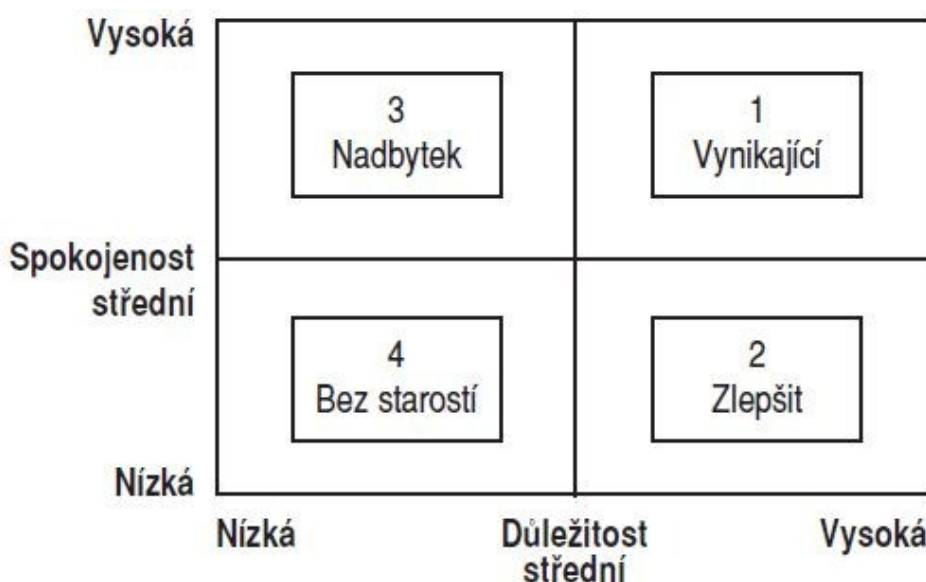 Vysoká
3
Nadbytek
1
Vynikající
Spokojenost
střední
4
Bez starostí
2
Zlepšit
Nízká
Nízká
Důležitost
střední
Vysoká